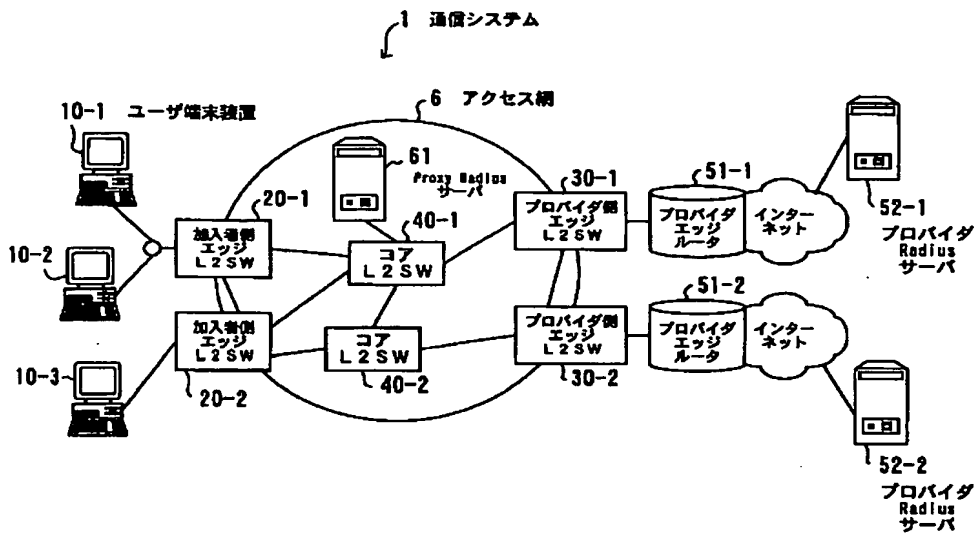 1 通信システム
6 アクセス網
10-1 ユーザ端末装置
61
Proxy Radius
サーバ
20-1
加入者側
エッジ
L2SW
40-1
コア
L2SW
30-1
プロバイダ側
エッジ
L2SW
51-1
プロバイダ
エッジ
ルータ
インター
ネット
52-1
プロバイダ
Radius
サーバ
10-2
加入者側
エッジ
L2SW
20-2
コア
L2SW
40-2
プロバイダ側
エッジ
L2SW
30-2
51-2
プロバイダ
エッジ
ルータ
インター
ネット
10-3
52-2
プロバイダ
Radius
サーバ